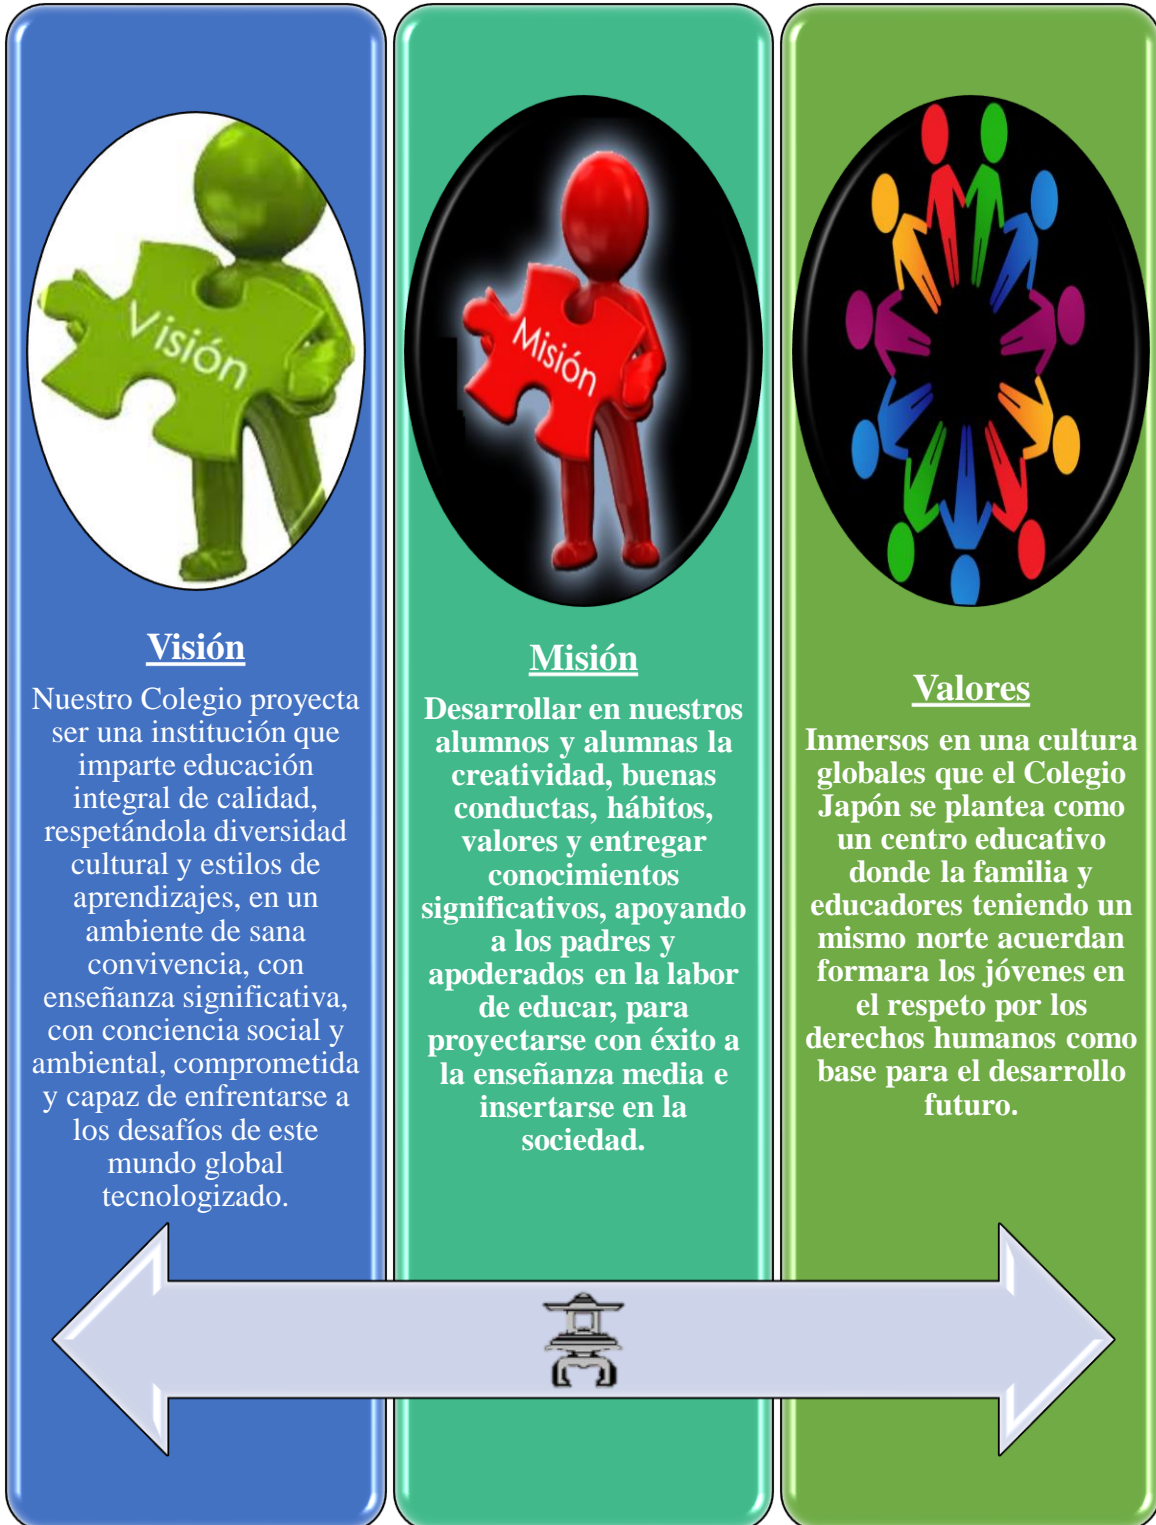 Visión
Misión
Visión
Nuestro Colegio proyecta
ser una institución que
imparte educación
integral de calidad,
respetándola diversidad
cultural y estilos de
aprendizajes, en un
ambiente de sana
convivencia, con
enseñanza significativa,
con conciencia social y
ambiental, comprometida
y capaz de enfrentarse a
los desafíos de este
mundo global
tecnologizado.
Misión
Desarrollar en nuestros
alumnos y alumnas la
creatividad, buenas
conductas, hábitos,
valores y entregar
conocimientos
significativos, apoyando
a los padres y
apoderados en la labor
de educar, para
proyectarse con éxito a
la enseñanza media e
insertarse en la
sociedad.
Valores
Inmersos en una cultura
globales que el Colegio
Japón se plantea como
un centro educativo
donde la familia y
educadores teniendo un
mismo norte acuerdan
formara los jóvenes en
el respeto por los
derechos humanos como
base para el desarrollo
futuro.